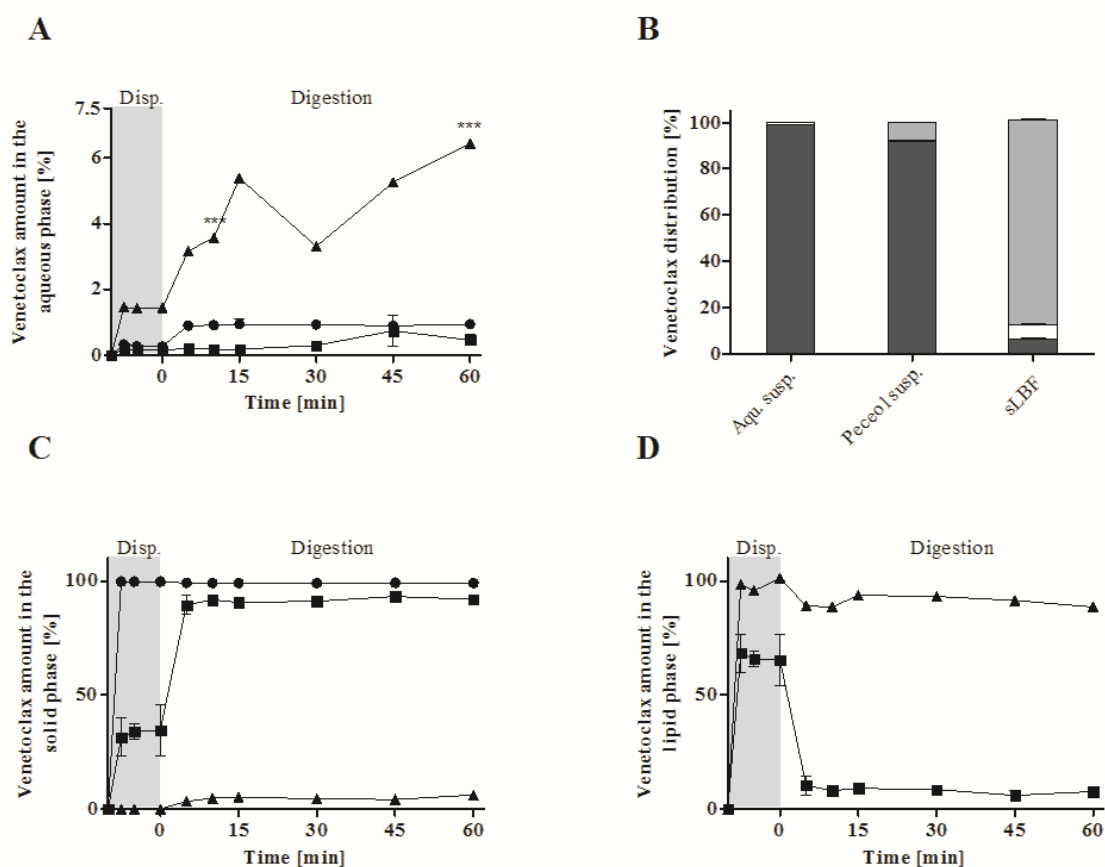 A
Disp.
Digestion
Venetoclax amount in the
aqueous phase [%]
7.5
6
4
2
0
***
***
0 15 30 45 60
Time [min]
B
Venetoclax distribution [%]
100
80
60
40
20
0
Aqu. susp.
Peceol susp.
sLBF
C
Disp.
Digestion
Venetoclax amount in the
solid phase [%]
100
50
0
0 15 30 45 60
Time [min]
D
Disp.
Digestion
Venetoclax amount in the
lipid phase [%]
100
50
0
0 15 30 45 60
Time [min]